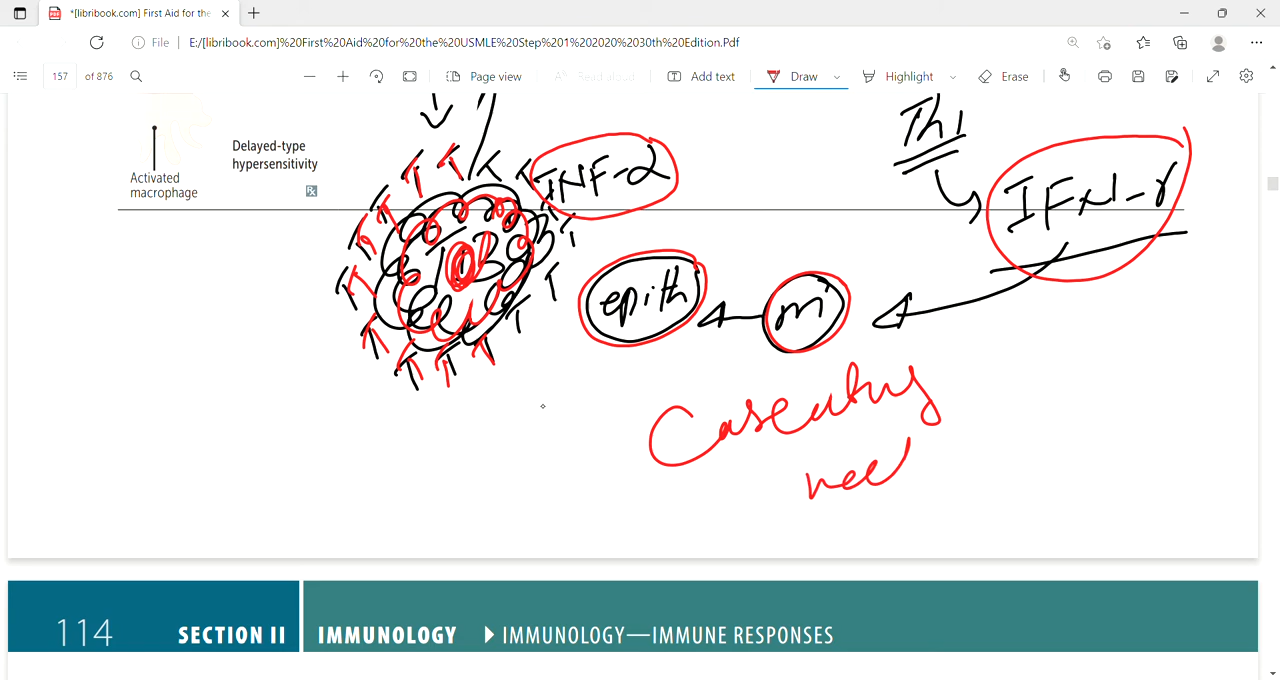 *[libribook.com] First Aid for the
File E:/[libribook.com]%20First%20Aid%20for%20the%20USMLE%20Step%201%202020%2030th%20Edition.Pdf
157 of 876 Page view Read aloud Add text Draw Highlight Erase
Th1
Delayed-type
hypersensitivity
Activated
macrophage
Rx
T T T T T T T T T T T T T T T T T
TNF-α
IFN-γ
TB
epith
m
Caseating
nec
114 SECTION II IMMUNOLOGY IMMUNOLOGY—IMMUNE RESPONSES